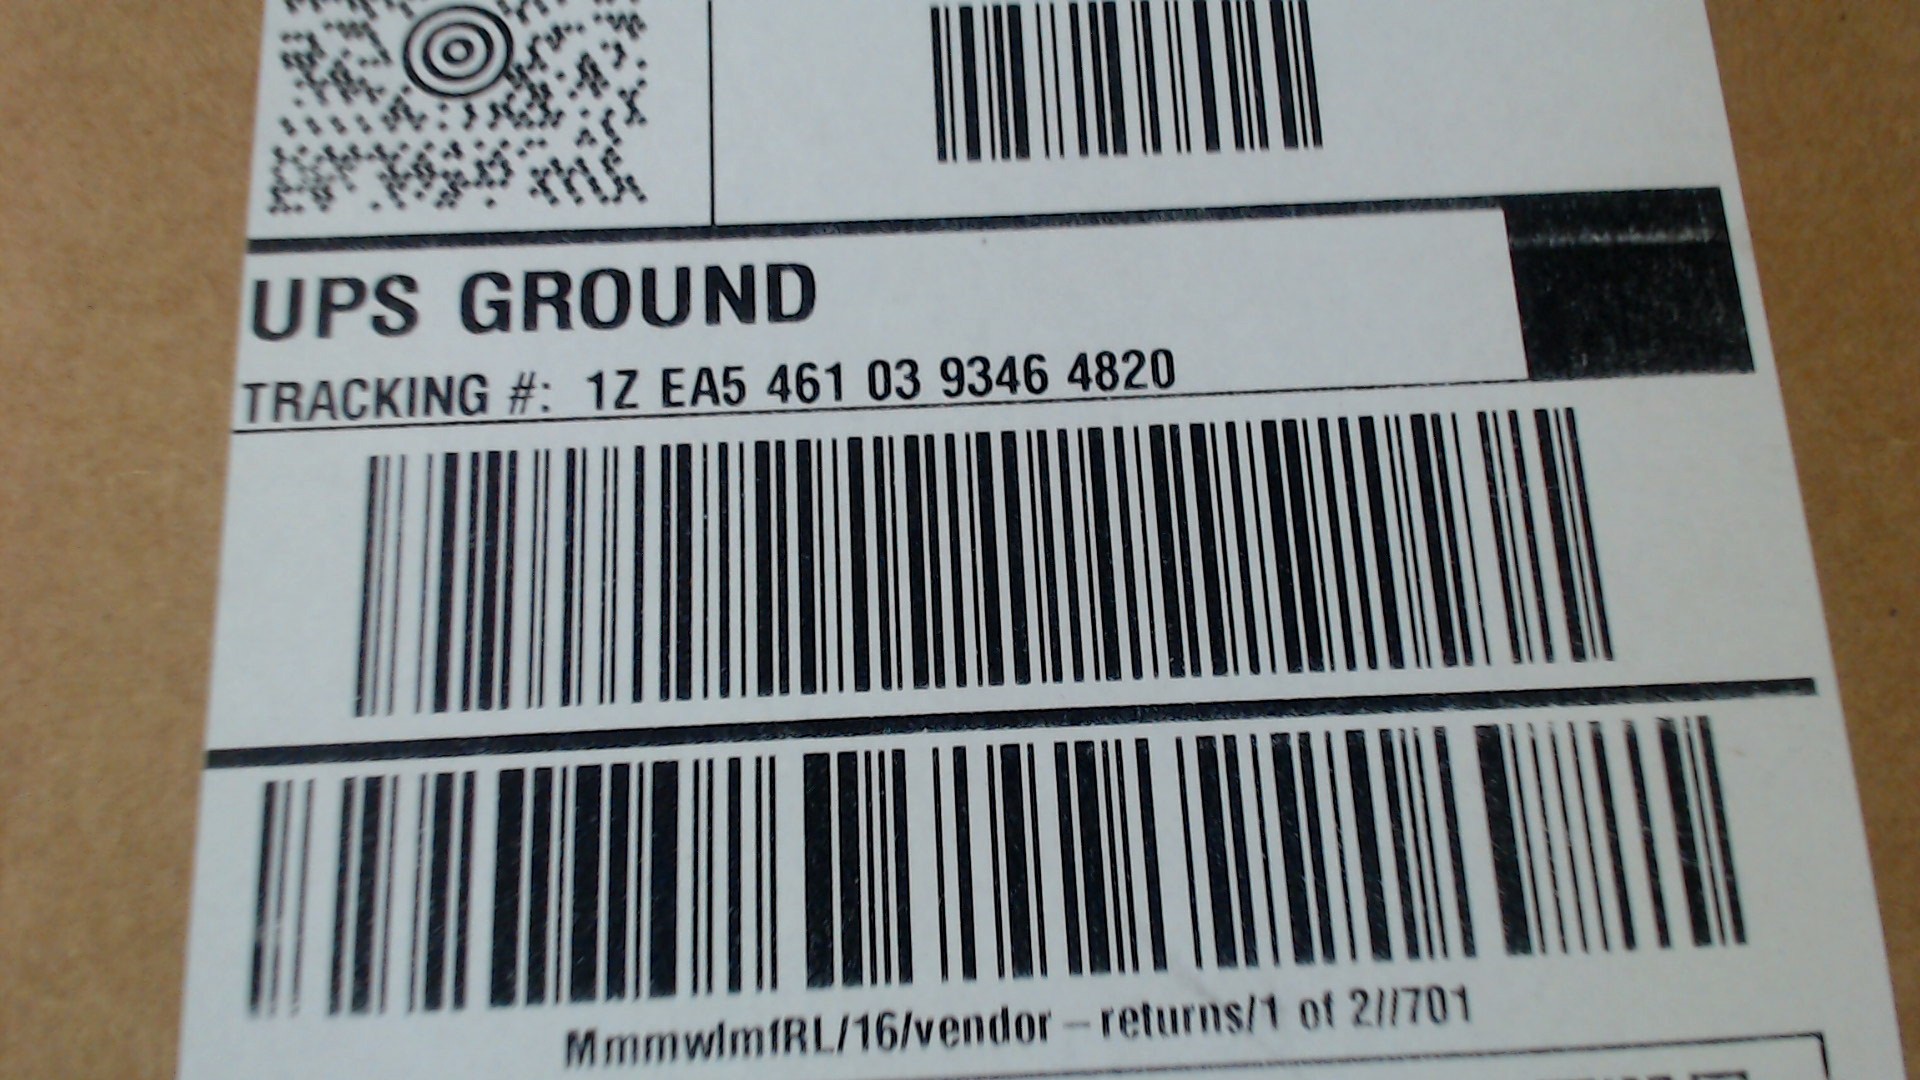 UPS GROUND
TRACKING #: 1Z EA5 461 03 9346 4820
MmmwlmfRL/16/vendor – returns/1 of 2//701